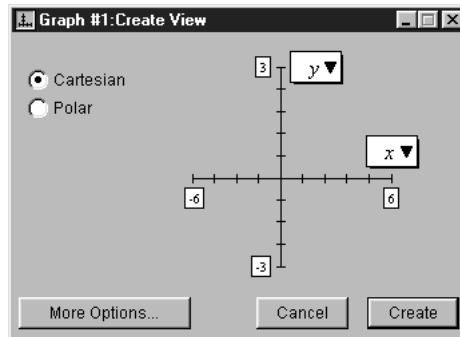 Graph #1:Create View
Cartesian
Polar
3
y
x
-6
6
-3
More Options...
Cancel
Create